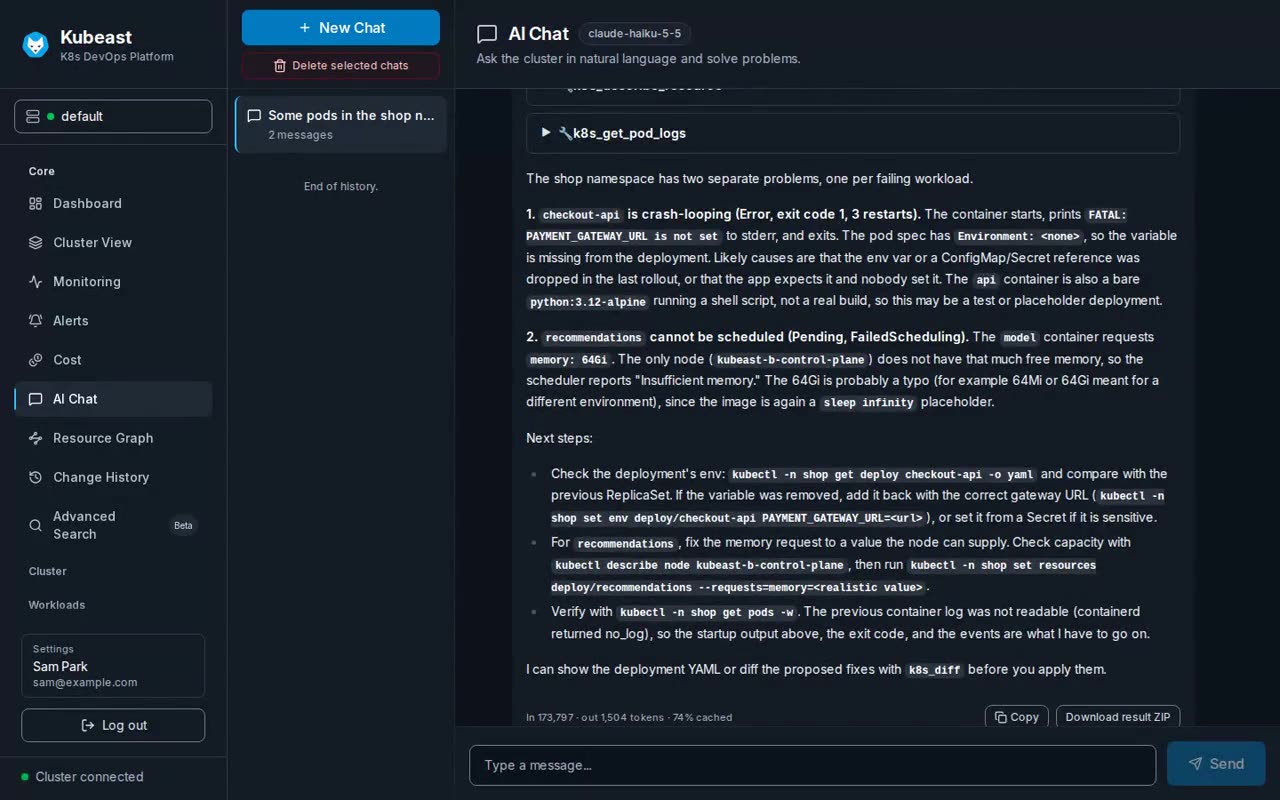 Kubeast
K8s DevOps Platform
default
Core
Dashboard
Cluster View
Monitoring
Alerts
Cost
AI Chat
Resource Graph
Change History
Advanced
Search
Beta
Cluster
Workloads
Settings
Sam Park
sam@example.com
Log out
Cluster connected
+ New Chat
Delete selected chats
Some pods in the shop n...
2 messages
End of history.
AI Chat claude-haiku-5-5
Ask the cluster in natural language and solve problems.
k8s_describe_resource
k8s_get_pod_logs
The shop namespace has two separate problems, one per failing workload.
1. checkout-api is crash-looping (Error, exit code 1, 3 restarts). The container starts, prints FATAL:
PAYMENT_GATEWAY_URL is not set to stderr, and exits. The pod spec has Environment: <none>, so the variable
is missing from the deployment. Likely causes are that the env var or a ConfigMap/Secret reference was
dropped in the last rollout, or that the app expects it and nobody set it. The api container is also a bare
python:3.12-alpine running a shell script, not a real build, so this may be a test or placeholder deployment.
2. recommendations cannot be scheduled (Pending, FailedScheduling). The model container requests
memory: 64Gi. The only node (kubeast-b-control-plane) does not have that much free memory, so the
scheduler reports "Insufficient memory." The 64Gi is probably a typo (for example 64Mi or 64Gi meant for a
different environment), since the image is again a sleep infinity placeholder.
Next steps:
• Check the deployment's env: kubectl -n shop get deploy checkout-api -o yaml and compare with the
previous ReplicaSet. If the variable was removed, add it back with the correct gateway URL (kubectl -n
shop set env deploy/checkout-api PAYMENT_GATEWAY_URL=<url>), or set it from a Secret if it is sensitive.
• For recommendations, fix the memory request to a value the node can supply. Check capacity with
kubectl describe node kubeast-b-control-plane, then run kubectl -n shop set resources
deploy/recommendations --requests=memory=<realistic value>.
• Verify with kubectl -n shop get pods -w. The previous container log was not readable (containerd
returned no_log), so the startup output above, the exit code, and the events are what I have to go on.
I can show the deployment YAML or diff the proposed fixes with k8s_diff before you apply them.
In 173,797 · out 1,504 tokens · 74% cached
Copy
Download result ZIP
Type a message...
Send